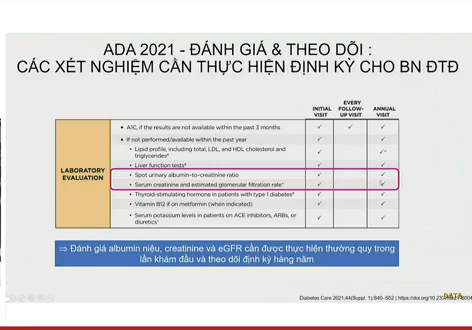 ADA 2021 - ĐÁNH GIÁ & THEO DÕI :
CÁC XÉT NGHIỆM CẦN THỰC HIỆN ĐỊNH KỲ CHO BN ĐTĐ
INITIAL VISIT
EVERY FOLLOW-UP VISIT
ANNUAL VISIT
LABORATORY EVALUATION
• A1C, if the results are not available within the past 3 months ✓ ✓ ✓
• If not performed/available within the past year ✓ ✓
• Lipid profile, including total, LDL, and HDL cholesterol and triglycerides ✓ ✓
• Liver function tests ✓ ✓
• Spot urinary albumin-to-creatinine ratio ✓ ✓
• Serum creatinine and estimated glomerular filtration rate ✓ ✓
• Thyroid-stimulating hormone in patients with type 1 diabetes ✓ ✓
• Vitamin B12 if on metformin (when indicated) ✓ ✓
• Serum potassium levels in patients on ACE inhibitors, ARBs, or diuretics ✓ ✓
⇒ Đánh giá albumin niệu, creatinine và eGFR cần được thực hiện thường quy trong
lần khám đầu và theo dõi định kỳ hàng năm
Diabetes Care 2021;44(Suppl. 1):S40–S52
DATA